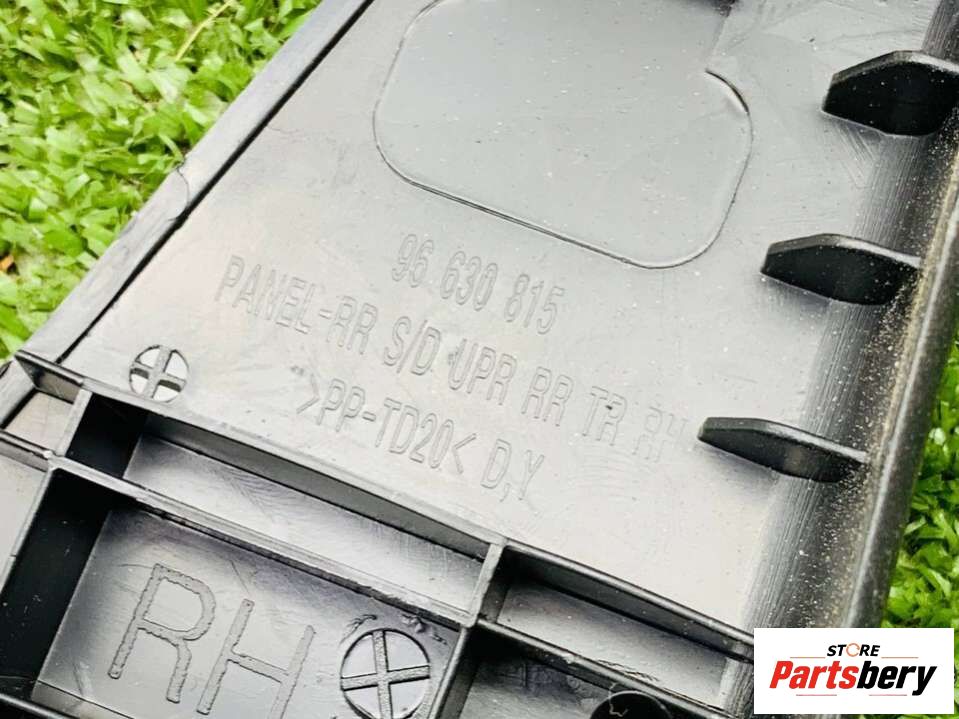 96 630 815
PANEL-RR S/D UPR RR TR RH
>PP-TD20< D,Y
RH
STORE
Partsbery